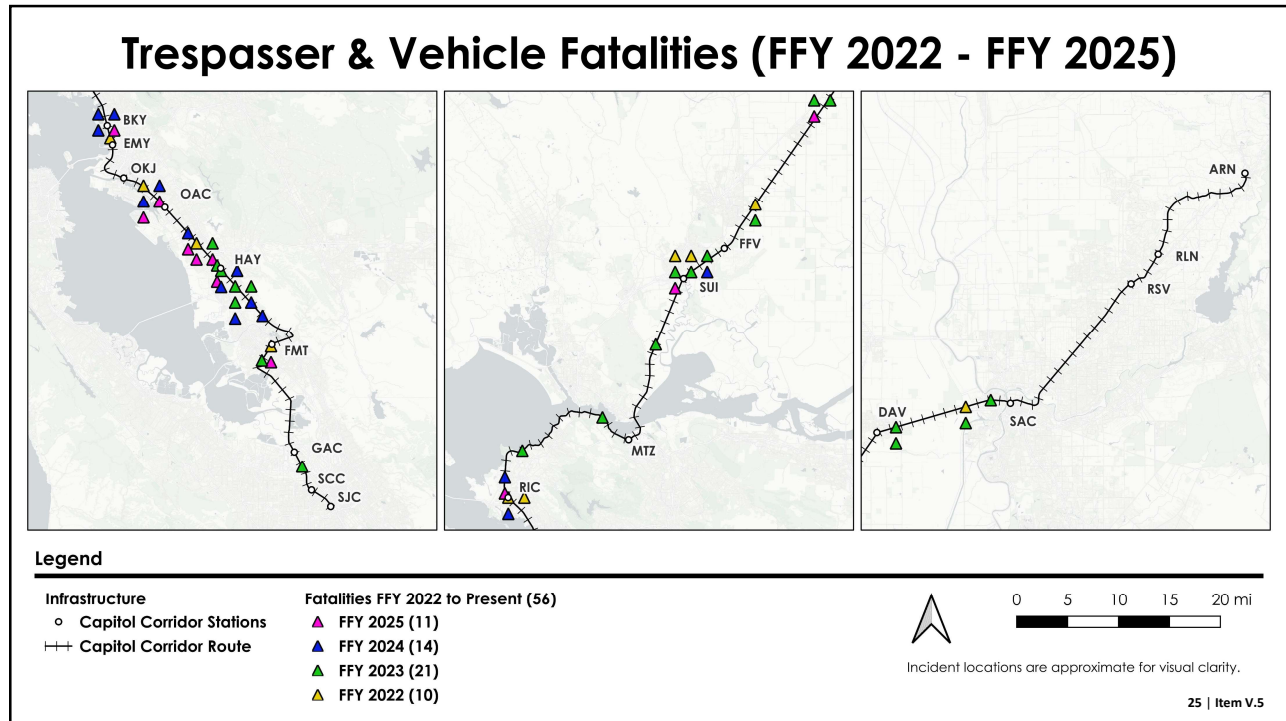 Trespasser & Vehicle Fatalities (FFY 2022 - FFY 2025)
BKY
EMY
OKJ
OAC
HAY
FMT
GAC
SCC
SJC
FFV
SUI
MTZ
RIC
ARN
RLN
RSV
SAC
DAV
Legend
Infrastructure
Capitol Corridor Stations
Capitol Corridor Route
Fatalities FFY 2022 to Present (56)
FFY 2025 (11)
FFY 2024 (14)
FFY 2023 (21)
FFY 2022 (10)
0 5 10 15 20 mi
Incident locations are approximate for visual clarity.
25 | Item V.5